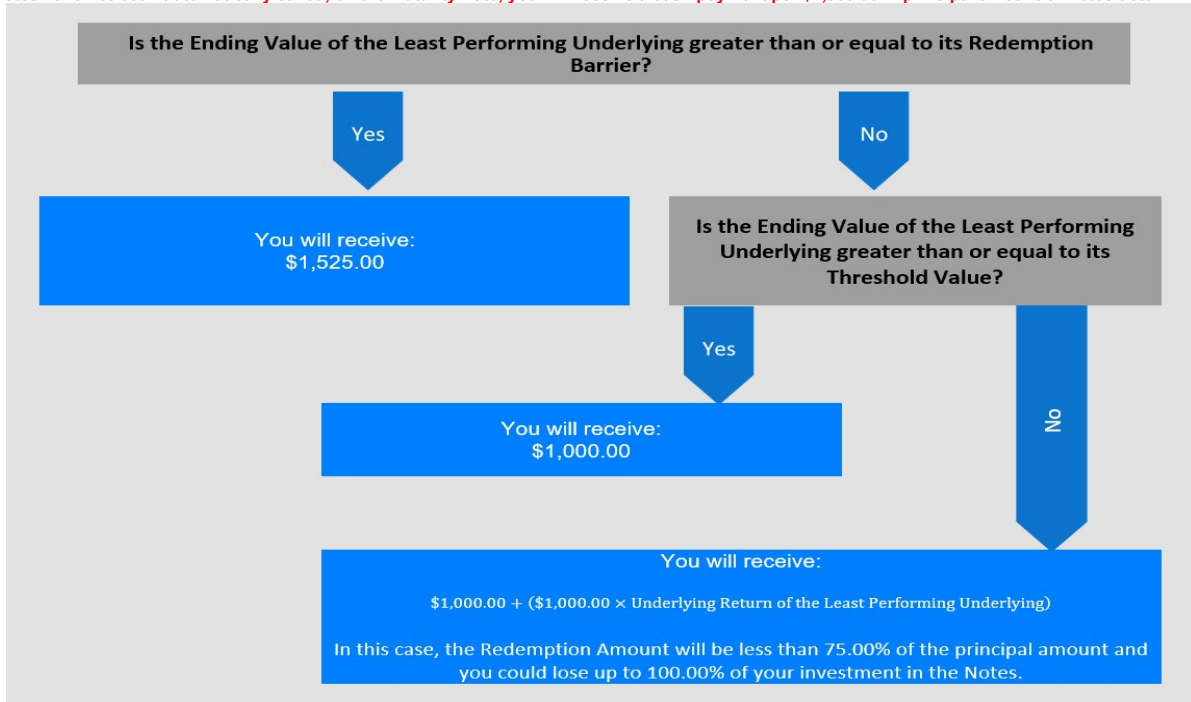 Is the Ending Value of the Least Performing Underlying greater than or equal to its Redemption
Barrier?
Yes
No
You will receive:
$1,525.00
Is the Ending Value of the Least Performing
Underlying greater than or equal to its
Threshold Value?
Yes
No
You will receive:
$1,000.00
You will receive:
$1,000.00 + ($1,000.00 × Underlying Return of the Least Performing Underlying)
In this case, the Redemption Amount will be less than 75.00% of the principal amount and
you could lose up to 100.00% of your investment in the Notes.